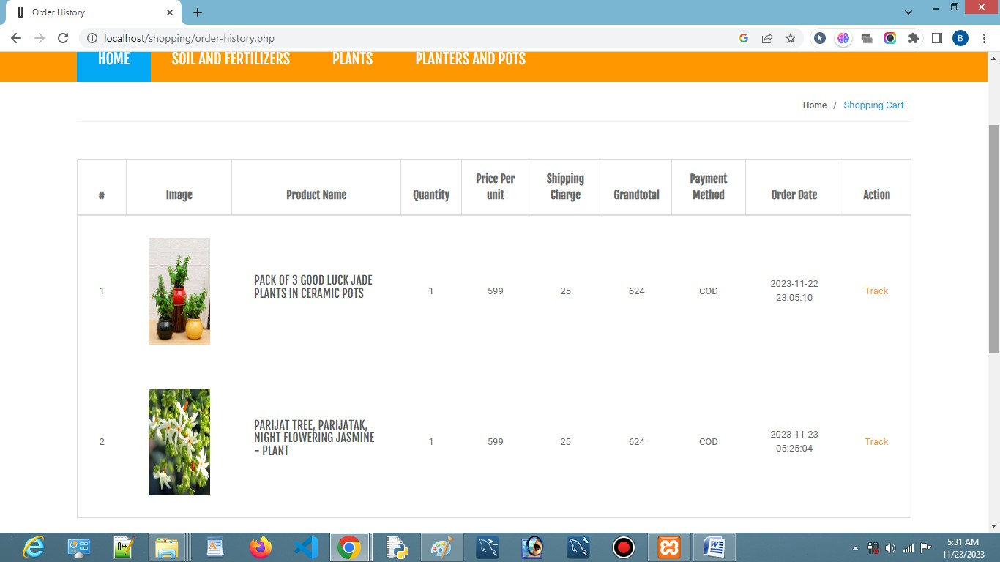 Order History
localhost/shopping/order-history.php
B
HOME SOIL AND FERTILIZERS PLANTS PLANTERS AND POTS
Home / Shopping Cart
# Image Product Name Quantity Price Per unit Shipping Charge Grandtotal Payment Method Order Date Action
1 PACK OF 3 GOOD LUCK JADE PLANTS IN CERAMIC POTS 1 599 25 624 COD 2023-11-22 23:05:10 Track
2 PARIJAT TREE, PARIJATAK, NIGHT FLOWERING JASMINE - PLANT 1 599 25 624 COD 2023-11-23 05:25:04 Track
5:31 AM
11/23/2023